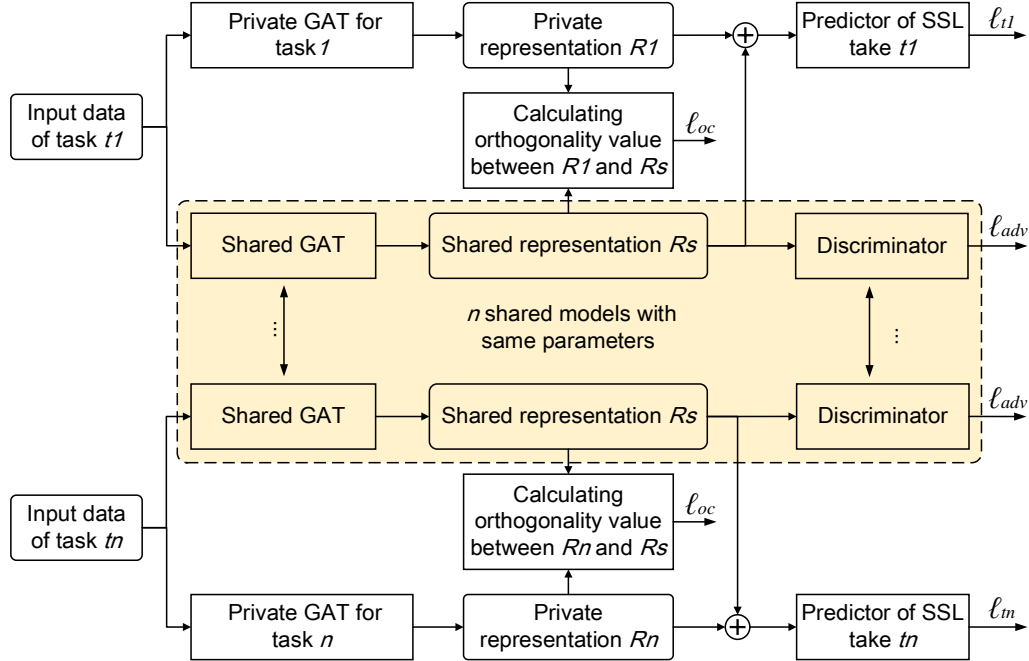 Private GAT for
task1
Private
representation R1
Predictor of SSL
take t1
ℓt1
Input data
of task t1
Calculating
orthogonality value
between R1 and Rs
ℓoc
Shared GAT
Shared representation Rs
Discriminator
ℓadv
...
n shared models with
same parameters
...
Shared GAT
Shared representation Rs
Discriminator
ℓadv
Input data
of task tn
Calculating
orthogonality value
between Rn and Rs
ℓoc
Private GAT for
task n
Private
representation Rn
Predictor of SSL
take tn
ℓtn